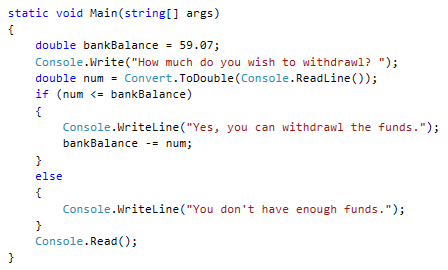 static void Main(string[] args)
{
    double bankBalance = 59.07;
    Console.Write("How much do you wish to withdrawl? ");
    double num = Convert.ToDouble(Console.ReadLine());
    if (num <= bankBalance)
    {
        Console.WriteLine("Yes, you can withdrawl the funds.");
        bankBalance -= num;
    }
    else
    {
        Console.WriteLine("You don't have enough funds.");
    }
    Console.Read();
}